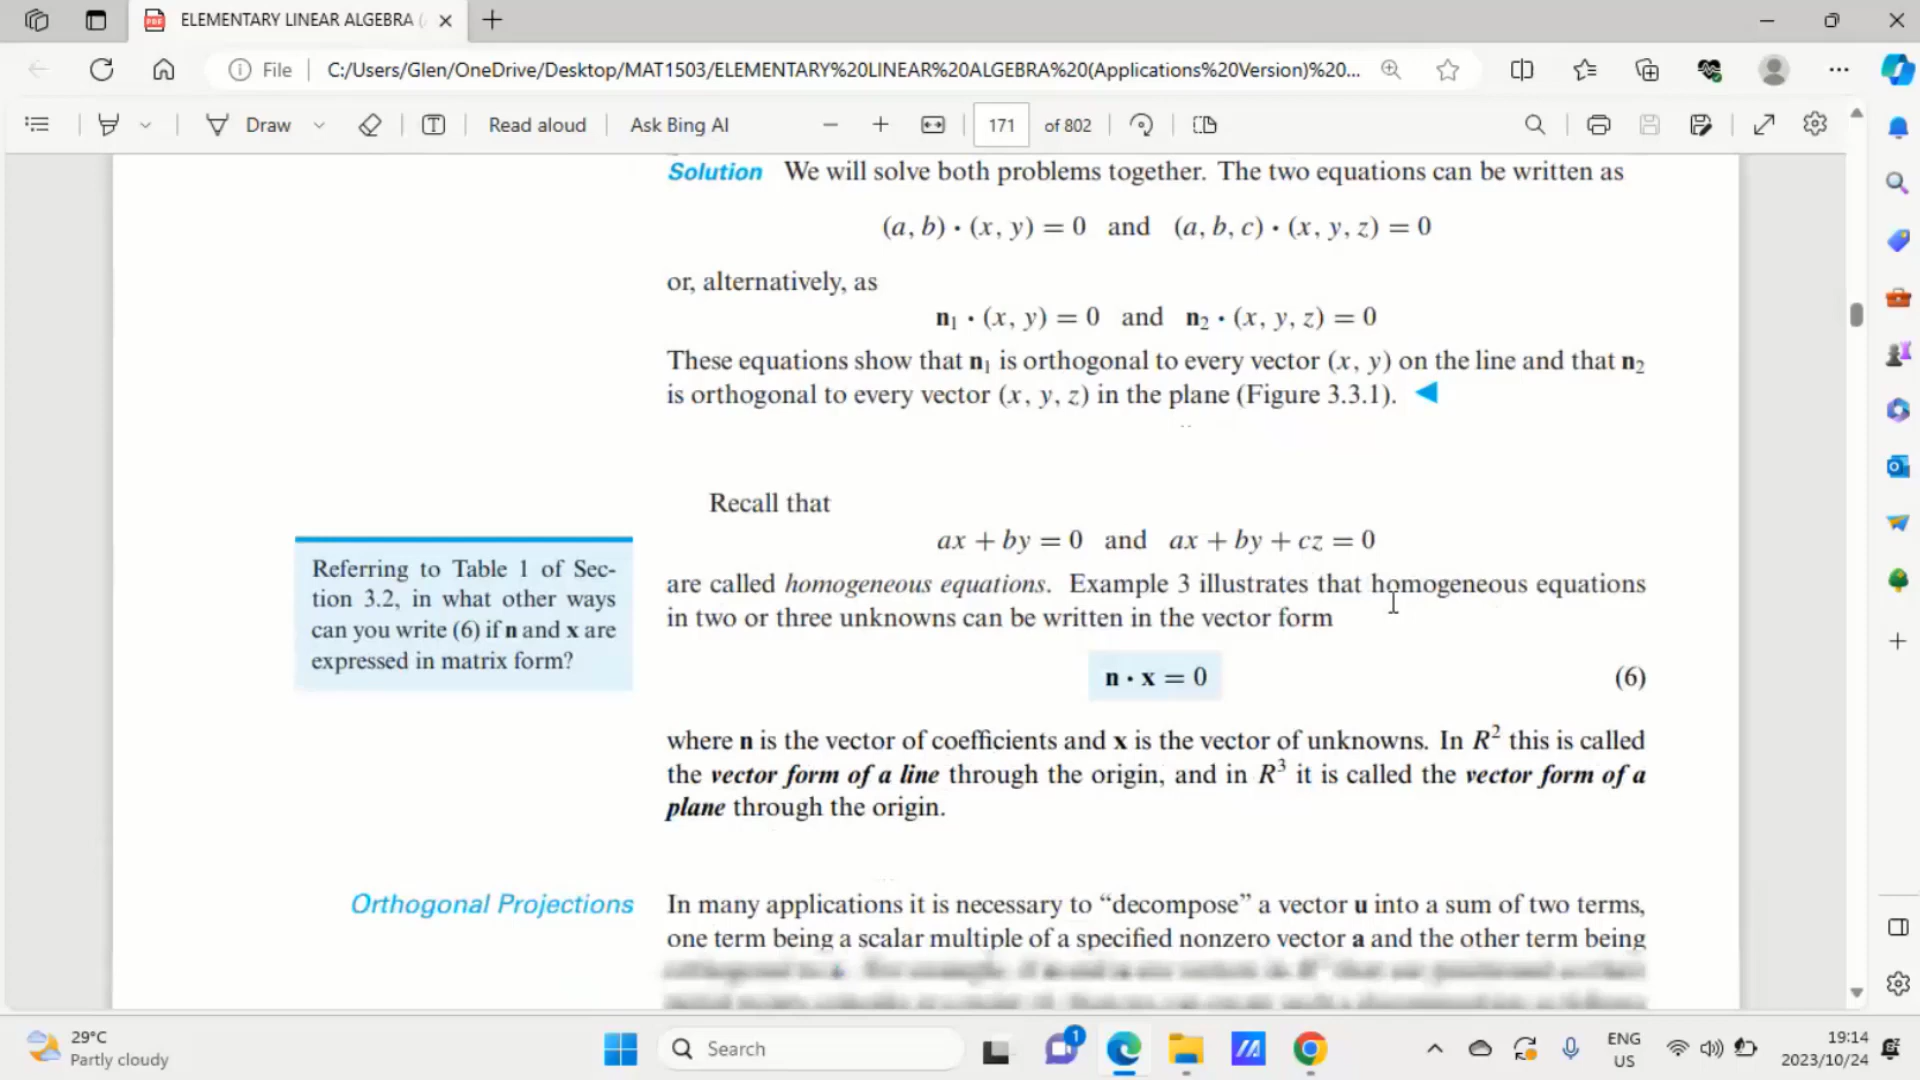 ELEMENTARY LINEAR ALGEBRA (
File
C:/Users/Glen/OneDrive/Desktop/MAT1503/ELEMENTARY%20LINEAR%20ALGEBRA%20(Applications%20Version)%20...
Draw
Read aloud
Ask Bing AI
171
of 802
Solution We will solve both problems together. The two equations can be written as
(a, b) · (x, y) = 0 and (a, b, c) · (x, y, z) = 0
or, alternatively, as
n₁ · (x, y) = 0 and n₂ · (x, y, z) = 0
These equations show that n₁ is orthogonal to every vector (x, y) on the line and that n₂
is orthogonal to every vector (x, y, z) in the plane (Figure 3.3.1).
Recall that
ax + by = 0 and ax + by + cz = 0
are called homogeneous equations. Example 3 illustrates that homogeneous equations
in two or three unknowns can be written in the vector form
n · x = 0 (6)
where n is the vector of coefficients and x is the vector of unknowns. In R² this is called
the vector form of a line through the origin, and in R³ it is called the vector form of a
plane through the origin.
Referring to Table 1 of Sec-
tion 3.2, in what other ways
can you write (6) if n and x are
expressed in matrix form?
Orthogonal Projections
In many applications it is necessary to “decompose” a vector u into a sum of two terms,
one term being a scalar multiple of a specified nonzero vector a and the other term being
29°C
Partly cloudy
Search
1
ENG
US
19:14
2023/10/24